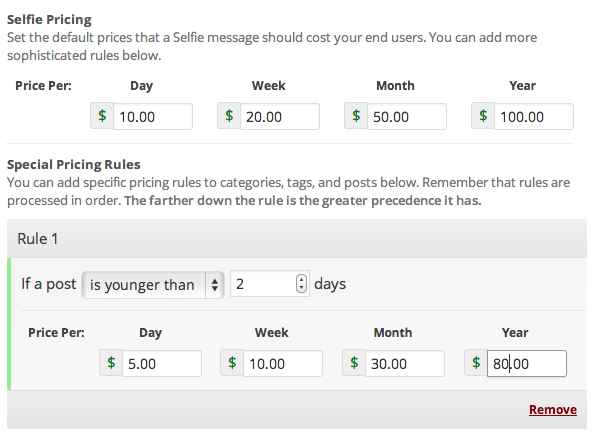 Selfie Pricing
Set the default prices that a Selfie message should cost your end users. You can add more
sophisticated rules below.
Price Per: Day Week Month Year
$ 10.00 $ 20.00 $ 50.00 $ 100.00
Special Pricing Rules
You can add specific pricing rules to categories, tags, and posts below. Remember that rules are
processed in order. The farther down the rule is the greater precedence it has.
Rule 1
If a post is younger than 2 days
Price Per: Day Week Month Year
$ 5.00 $ 10.00 $ 30.00 $ 80.00
Remove